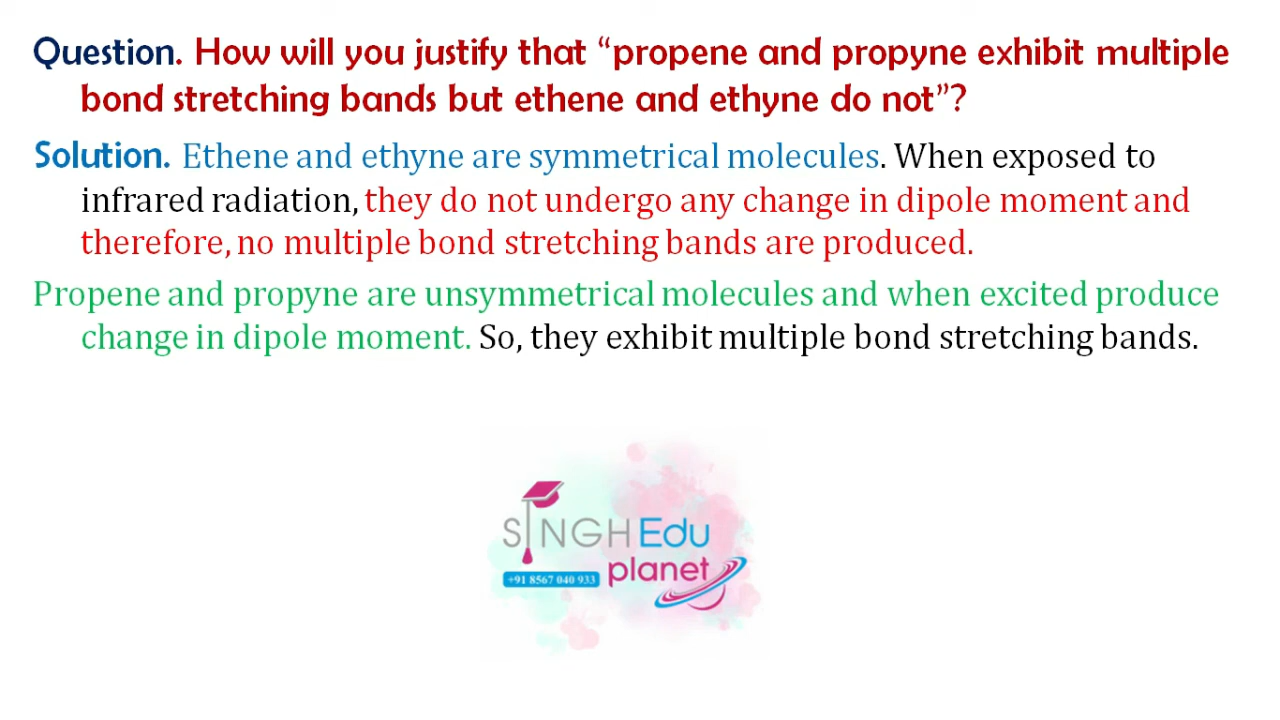 Question. How will you justify that “propene and propyne exhibit multiple
bond stretching bands but ethene and ethyne do not”?
Solution. Ethene and ethyne are symmetrical molecules. When exposed to
infrared radiation, they do not undergo any change in dipole moment and
therefore, no multiple bond stretching bands are produced.
Propene and propyne are unsymmetrical molecules and when excited produce
change in dipole moment. So, they exhibit multiple bond stretching bands.
SINGH Edu
planet
+91 8567 040 933